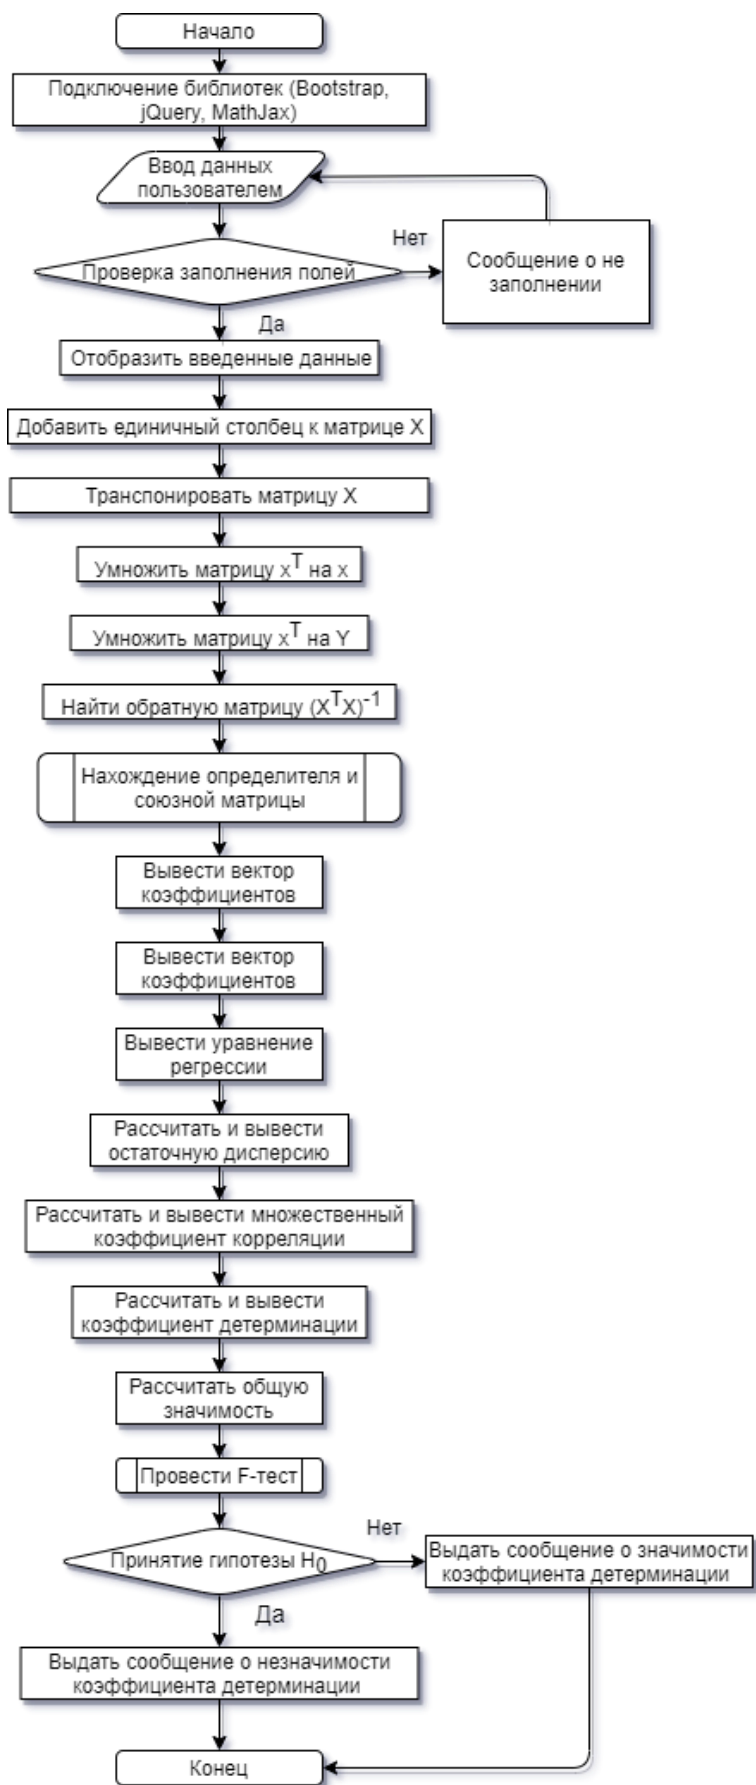 Начало
Подключение библиотек (Bootstrap,
jQuery, MathJax)
Ввод данных
пользователем
Нет
Сообщение о не
заполнении
Проверка заполнения полей
Да
Отобразить введенные данные
Добавить единичный столбец к матрице X
Транспонировать матрицу X
Умножить матрицу x^T на x
Умножить матрицу x^T на Y
Найти обратную матрицу (X^TX)^-1
Нахождение определителя и
союзной матрицы
Вывести вектор
коэффициентов
Вывести вектор
коэффициентов
Вывести уравнение
регрессии
Рассчитать и вывести
остаточную дисперсию
Рассчитать и вывести множественный
коэффициент корреляции
Рассчитать и вывести
коэффициент детерминации
Рассчитать общую
значимость
Провести F-тест
Нет
Принятие гипотезы H₀
Выдать сообщение о значимости
коэффициента детерминации
Да
Выдать сообщение о незначимости
коэффициента детерминации
Конец